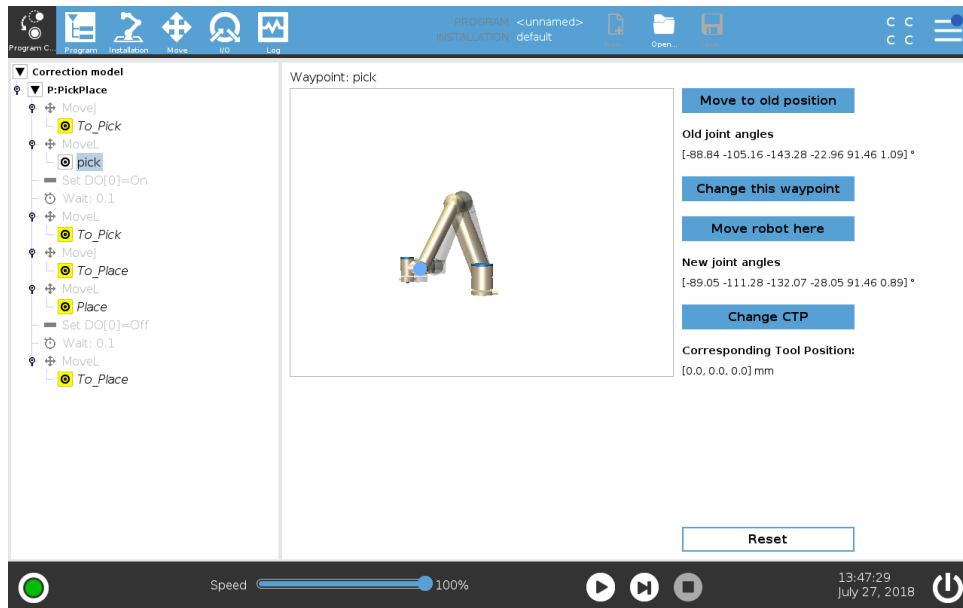 PROGRAM <unnamed>
INSTALLATION default
Program C... Program Installation Move I/O Log
Open...
C C
C C
Correction model
P:PickPlace
MoveJ
To_Pick
MoveL
pick
Set DO[0]=On
Wait: 0.1
MoveL
To_Pick
MoveJ
To_Place
MoveL
Place
Set DO[0]=Off
Wait: 0.1
MoveL
To_Place
Waypoint: pick
Move to old position
Old joint angles
[-88.84 -105.16 -143.28 -22.96 91.46 1.09] °
Change this waypoint
Move robot here
New joint angles
[-89.05 -111.28 -132.07 -28.05 91.46 0.89] °
Change CTP
Corresponding Tool Position:
[0.0, 0.0, 0.0] mm
Reset
Speed 100%
13:47:29
July 27, 2018